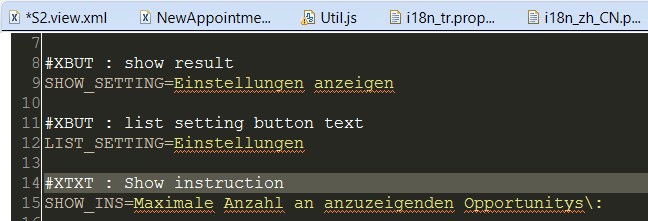 *S2.view.xml NewAppointme... Util.js i18n_tr.prop... i18n_zh_CN.p...
7
8 #XBUT : show result
9 SHOW_SETTING=Einstellungen anzeigen
10
11 #XBUT : list setting button text
12 LIST_SETTING=Einstellungen
13
14 #XTXT : Show instruction
15 SHOW_INS=Maximale Anzahl an anzuzeigenden Opportunitys\: